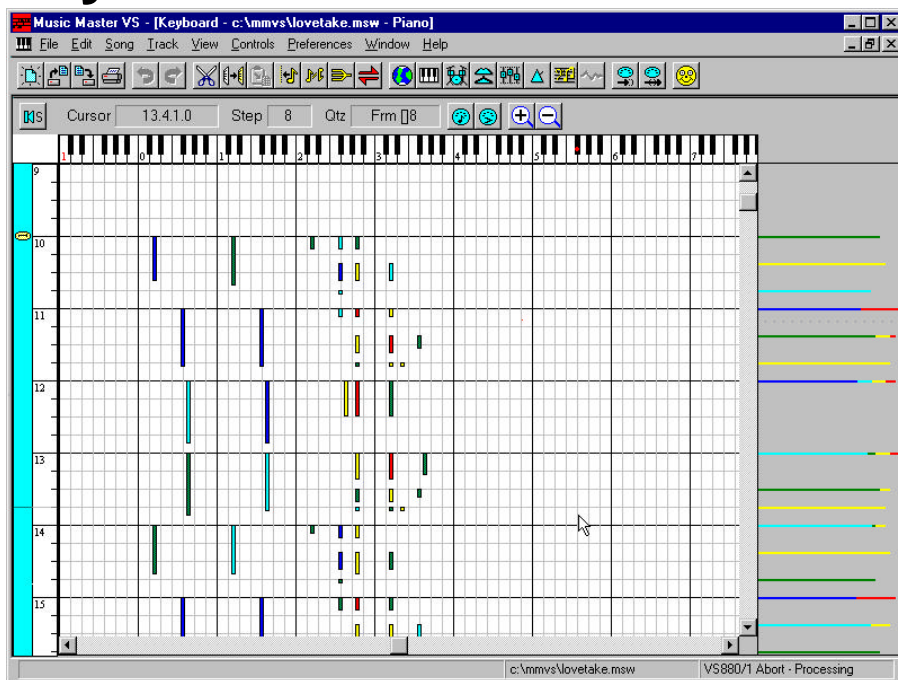 Music Master VS - [Keyboard - c:\mmvs\lovetake.msw - Piano]
File Edit Song Track View Controls Preferences Window Help
S Cursor 13.4.1.0 Step 8 Qtz Frm []8
1 0 1 2 3 4 5 6 7
9
10
11
12
13
14
15
c:\mmvs\lovetake.msw VS880/1 Abort - Processing